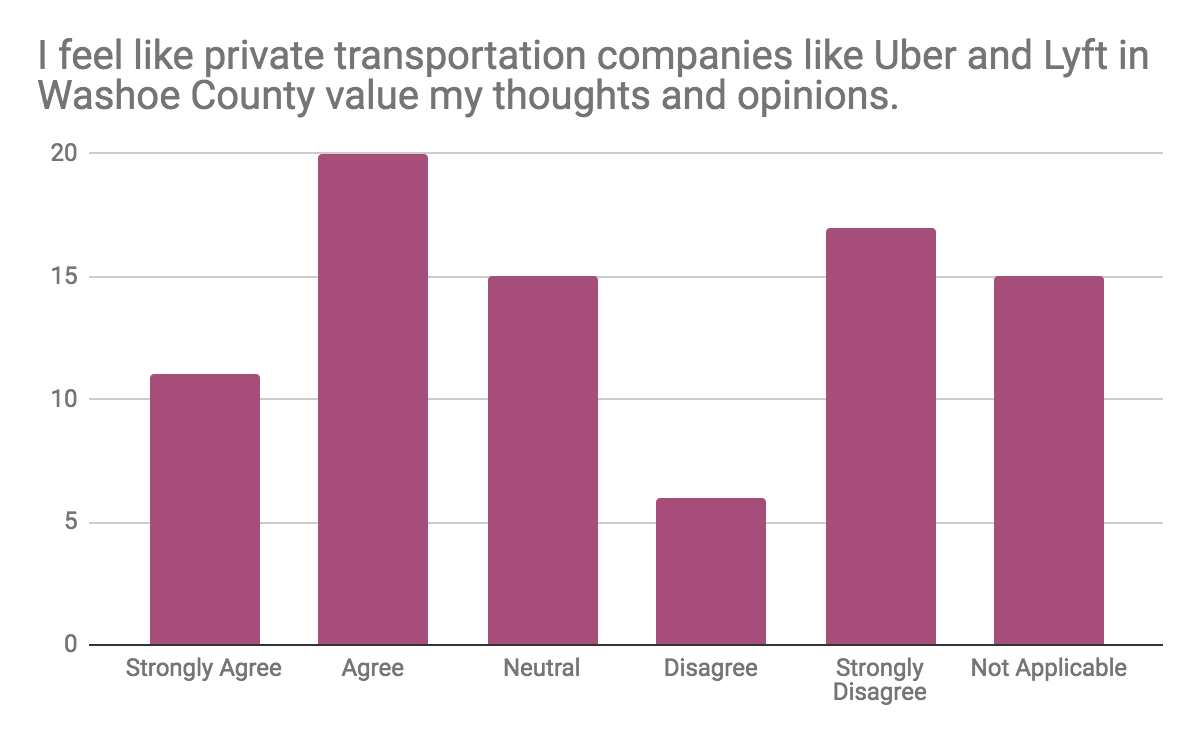 I feel like private transportation companies like Uber and Lyft in
Washoe County value my thoughts and opinions.
20
15
10
5
0
Strongly Agree
Agree
Neutral
Disagree
Strongly
Disagree
Not Applicable